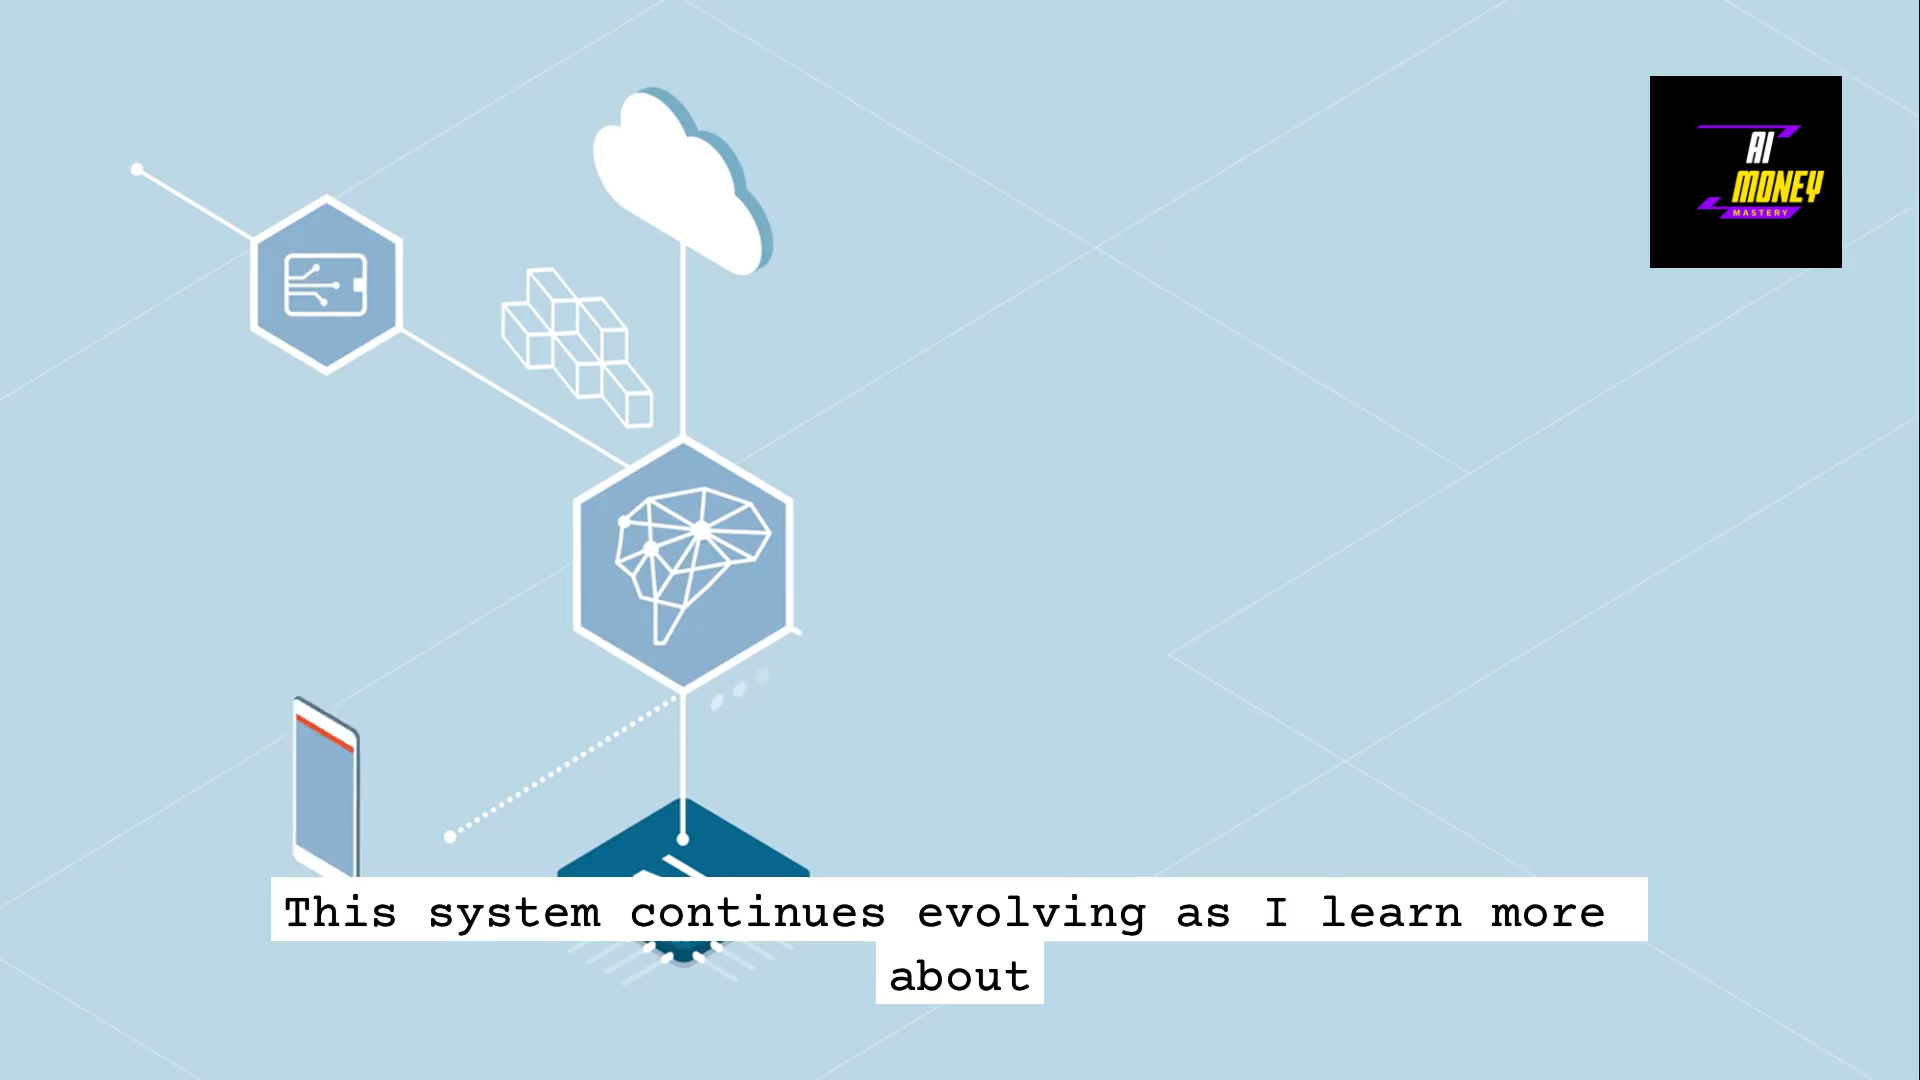 AI
MONEY
MASTERY
This system continues evolving as I learn more
about